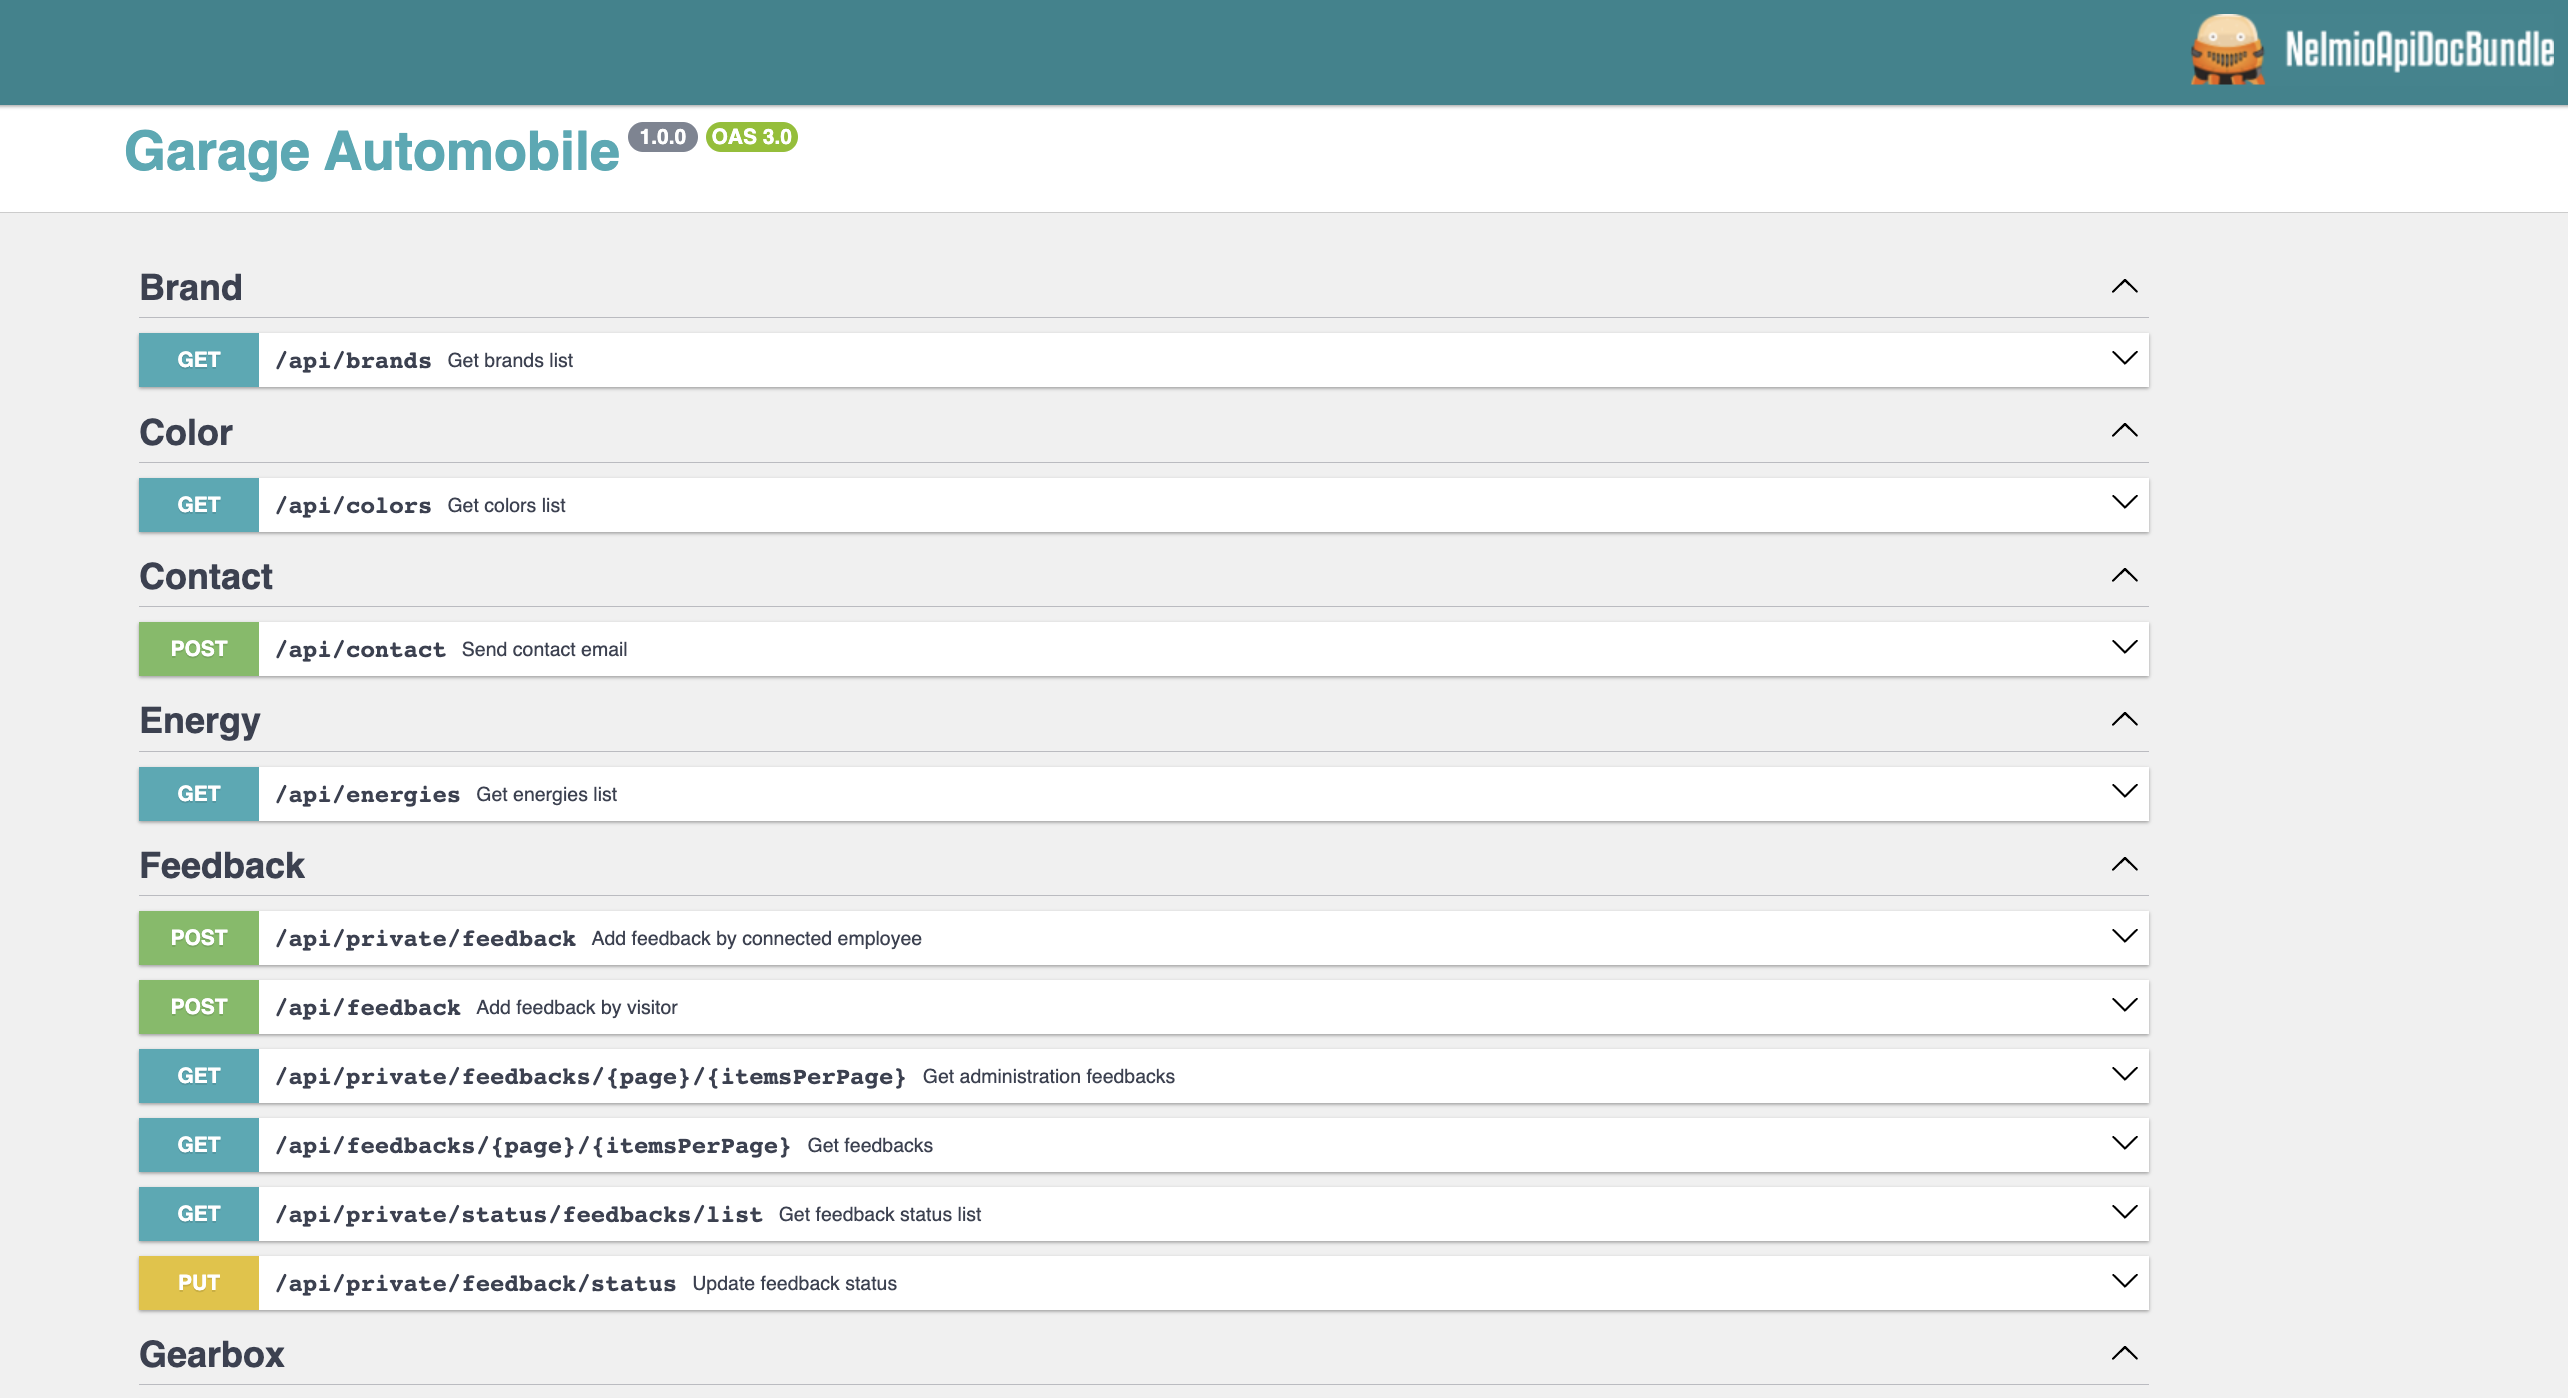 NelmioApiDocBundle
Garage Automobile 1.0.0 OAS 3.0
Brand
GET /api/brands Get brands list
Color
GET /api/colors Get colors list
Contact
POST /api/contact Send contact email
Energy
GET /api/energies Get energies list
Feedback
POST /api/private/feedback Add feedback by connected employee
POST /api/feedback Add feedback by visitor
GET /api/private/feedbacks/{page}/{itemsPerPage} Get administration feedbacks
GET /api/feedbacks/{page}/{itemsPerPage} Get feedbacks
GET /api/private/status/feedbacks/list Get feedback status list
PUT /api/private/feedback/status Update feedback status
Gearbox